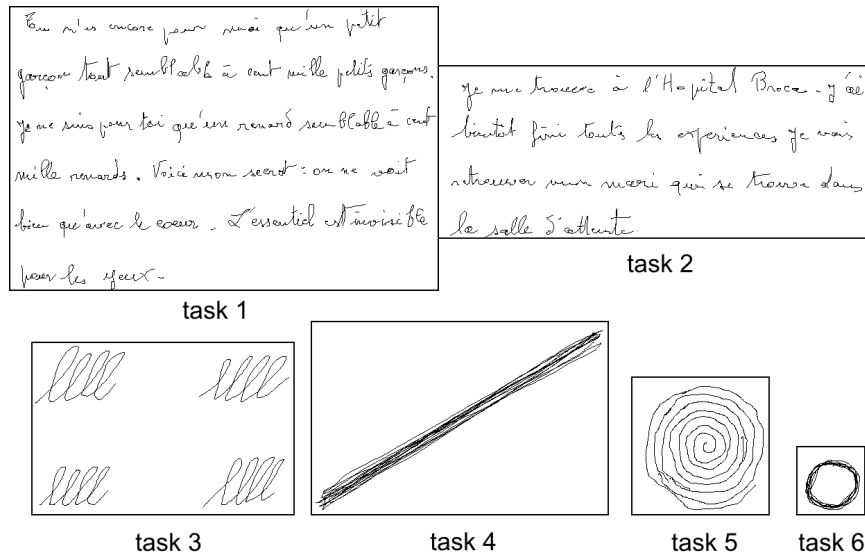 Tu n'es encore pour moi qu'un petit
garçon tout semblable à cent mille petits garçons.
Je ne suis pour toi qu'un renard semblable à cent
mille renards. Voici mon secret : on ne voit
bien qu'avec le coeur. L'essentiel est invisible
pour les yeux.
Je me trouve à l'Hopital Broca - j'ai
bientot fini toutes les experiences je vais
retrouver mon mari qui se trouve dans
la salle d'attente.
task 1
task 2
llll llll
llll llll
task 3
task 4
task 5
task 6